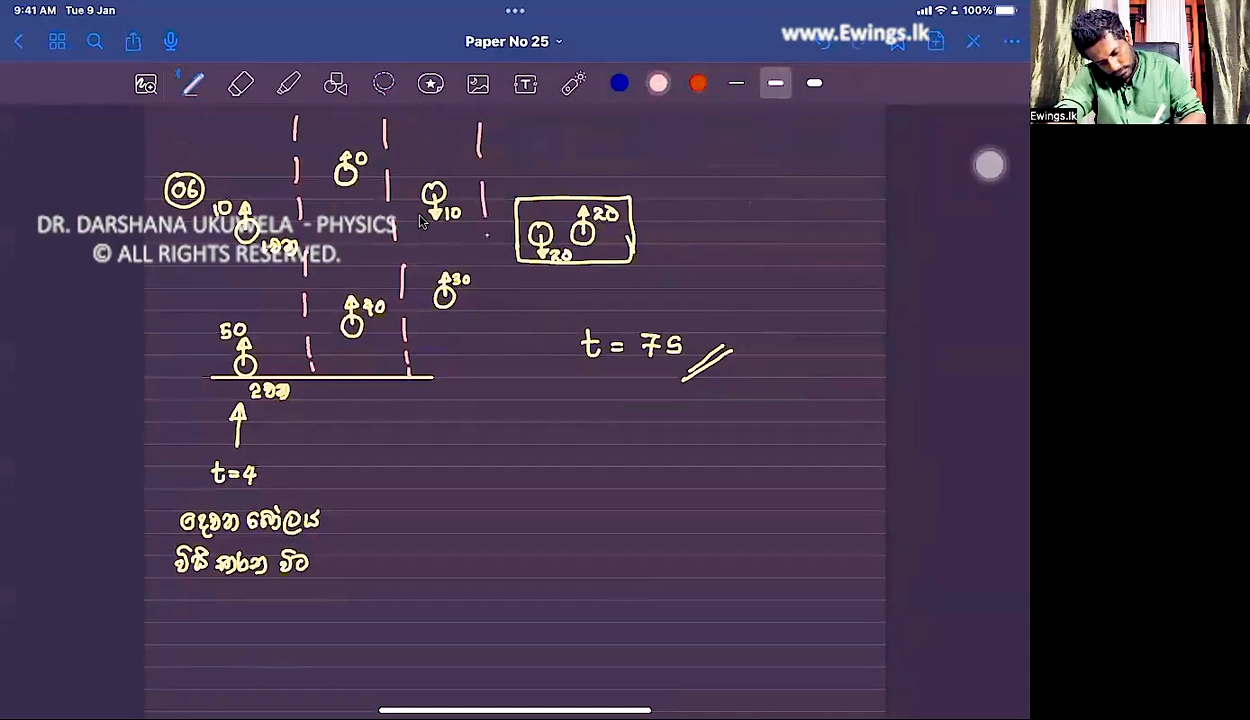 9:41 AM Tue 9 Jan
100%
www.Ewings.lk
Paper No 25
Ewings.lk
06
0
10
10
20
DR. DARSHANA UKUWELA - PHYSICS
© ALL RIGHTS RESERVED.
1වන
20
30
40
50
t = 7s
2වන
t=4
දෙවන බෝලය
විසි කරන විට